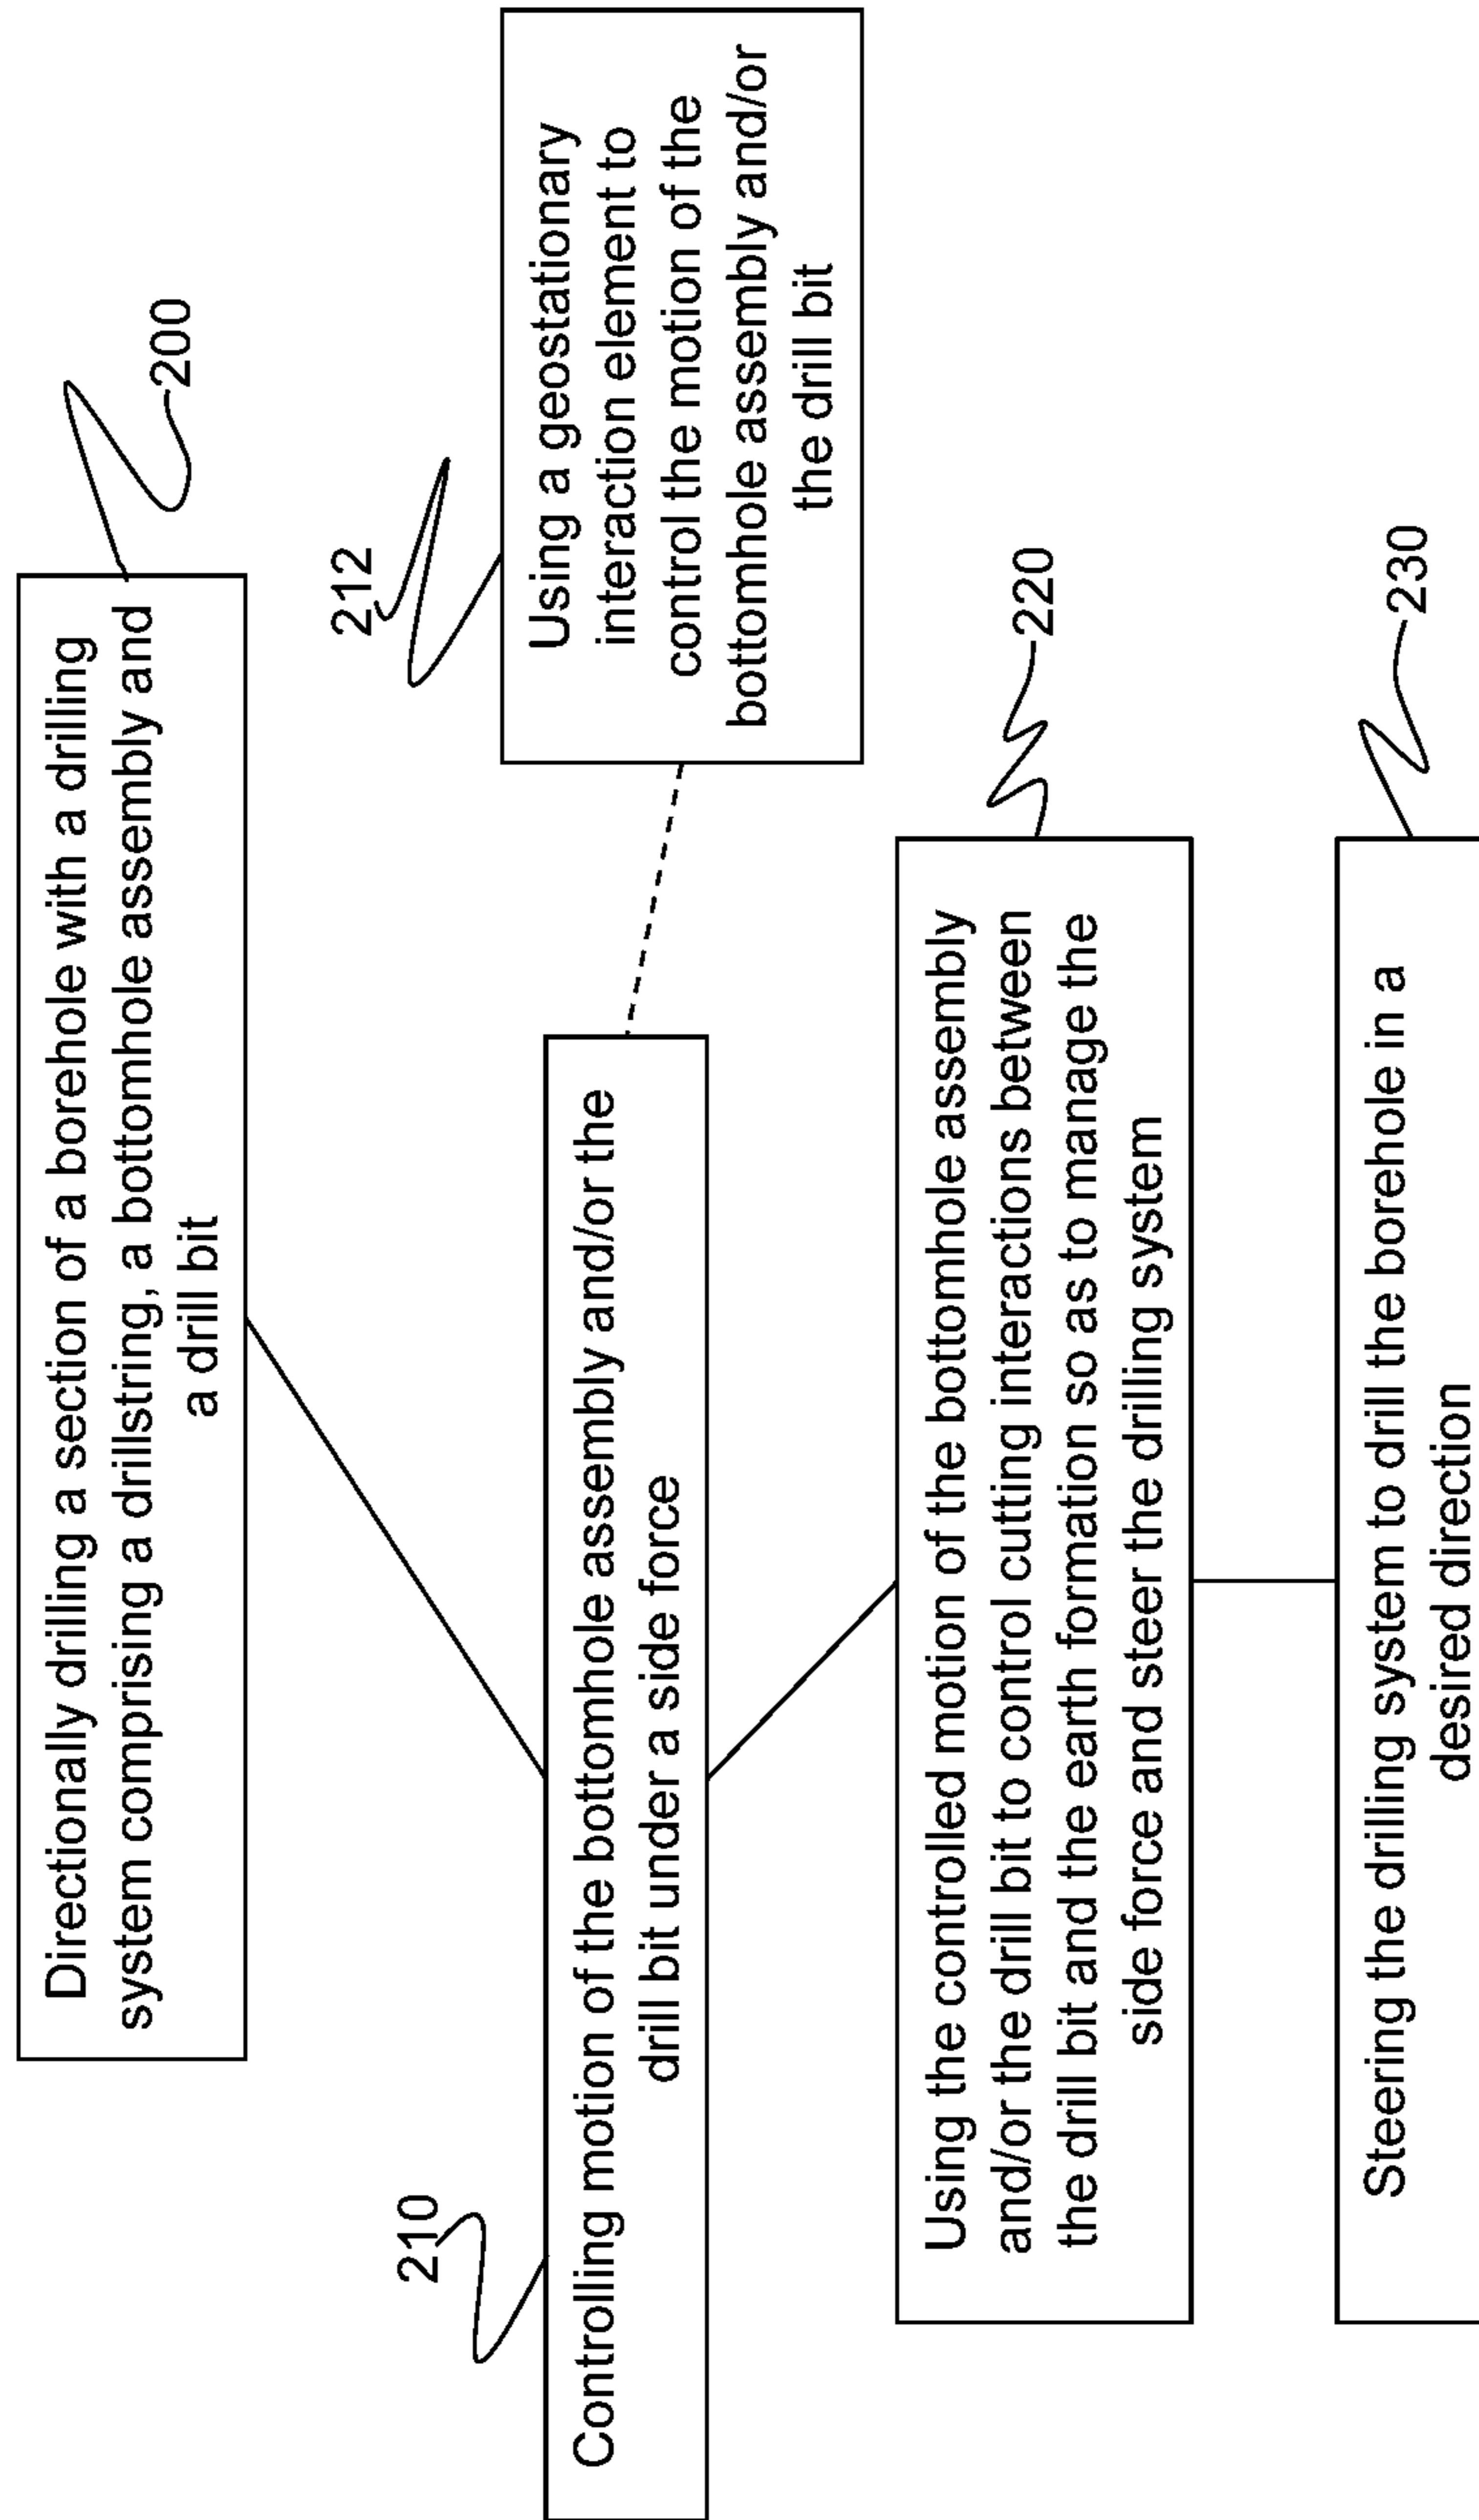 Directionally drilling a section of a borehole with a drilling
system comprising a drillstring, a bottomhole assembly and
a drill bit
200
210
Controlling motion of the bottomhole assembly and/or the
drill bit under a side force
212
Using a geostationary
interaction element to
control the motion of the
bottomhole assembly and/or
the drill bit
Using the controlled motion of the bottomhole assembly
and/or the drill bit to control cutting interactions between
the drill bit and the earth formation so as to manage the
side force and steer the drilling system
220
Steering the drilling system to drill the borehole in a
desired direction
230